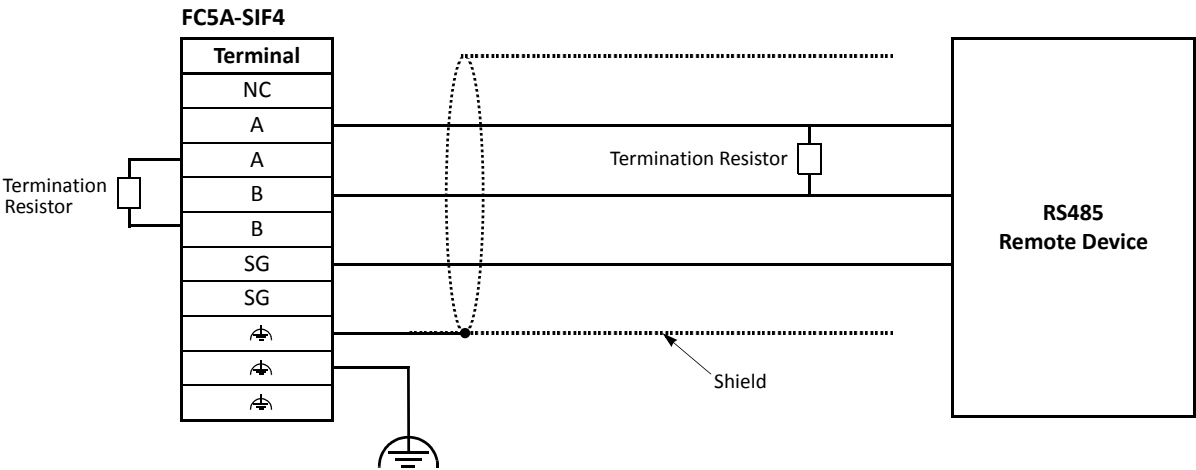 FC5A-SIF4
Terminal
NC
A
A
B
B
SG
SG
Termination
Resistor
Termination Resistor
Shield
RS485
Remote Device